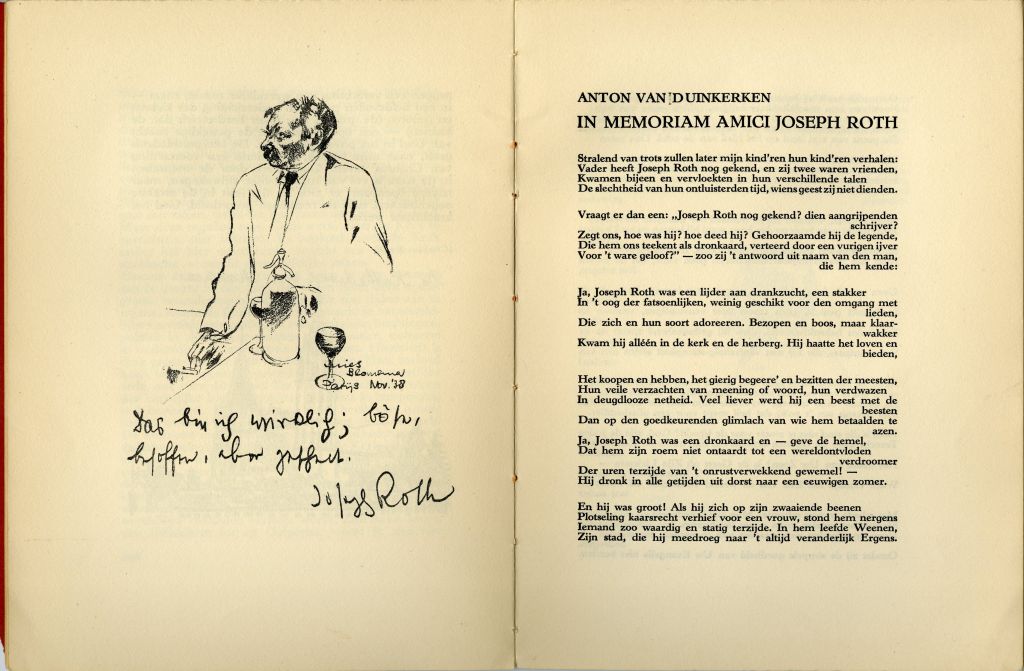 Mies
Blomsma
Parijs Nov. '38
Das bin ich wirklich; böse,
besoffen, aber gescheit.
Joseph Roth
ANTON VAN DUINKERKEN
IN MEMORIAM AMICI JOSEPH ROTH
Stralend van trots zullen later mijn kind'ren hun kind'ren verhalen:
Vader heeft Joseph Roth nog gekend, en zij twee waren vrienden,
Kwamen bijeen en vervloekten in hun verschillende talen
De slechtheid van hun ontluisterden tijd, wiens geest zij niet dienden.
Vraagt er dan een: „Joseph Roth nog gekend? dien aangrijpenden
schrijver?
Zegt ons, hoe was hij? hoe deed hij? Gehoorzaamde hij de legende,
Die hem ons teekent als dronkaard, verteerd door een vurigen ijver
Voor 't ware geloof?" — zoo zij 't antwoord uit naam van den man,
die hem kende:
Ja, Joseph Roth was een lijder aan drankzucht, een stakker
In 't oog der fatsoenlijken, weinig geschikt voor den omgang met
lieden,
Die zich en hun soort adoreeren. Bezopen en boos, maar klaar-
wakker
Kwam hij alléén in de kerk en de herberg. Hij haatte het loven en
bieden,
Het koopen en hebben, het gierig begeere' en bezitten der meesten,
Hun veile verzachten van meening of woord, hun verdwazen
In deugdlooze netheid. Veel liever werd hij een beest met de
beesten
Dan op den goedkeurenden glimlach van wie hem betaalden te
azen.
Ja, Joseph Roth was een dronkaard en — geve de hemel,
Dat hem zijn roem niet ontaardt tot een wereldontvloden
verdroomer
Der uren terzijde van 't onrustverwekkend gewemel! —
Hij dronk in alle getijden uit dorst naar een eeuwigen zomer.
En hij was groot! Als hij zich op zijn zwaaiende beenen
Plotseling kaarsrecht verhief voor een vrouw, stond hem nergens
Iemand zoo waardig en statig terzijde. In hem leefde Weenen,
Zijn stad, die hij meedroeg naar 't altijd veranderlijk Ergens.